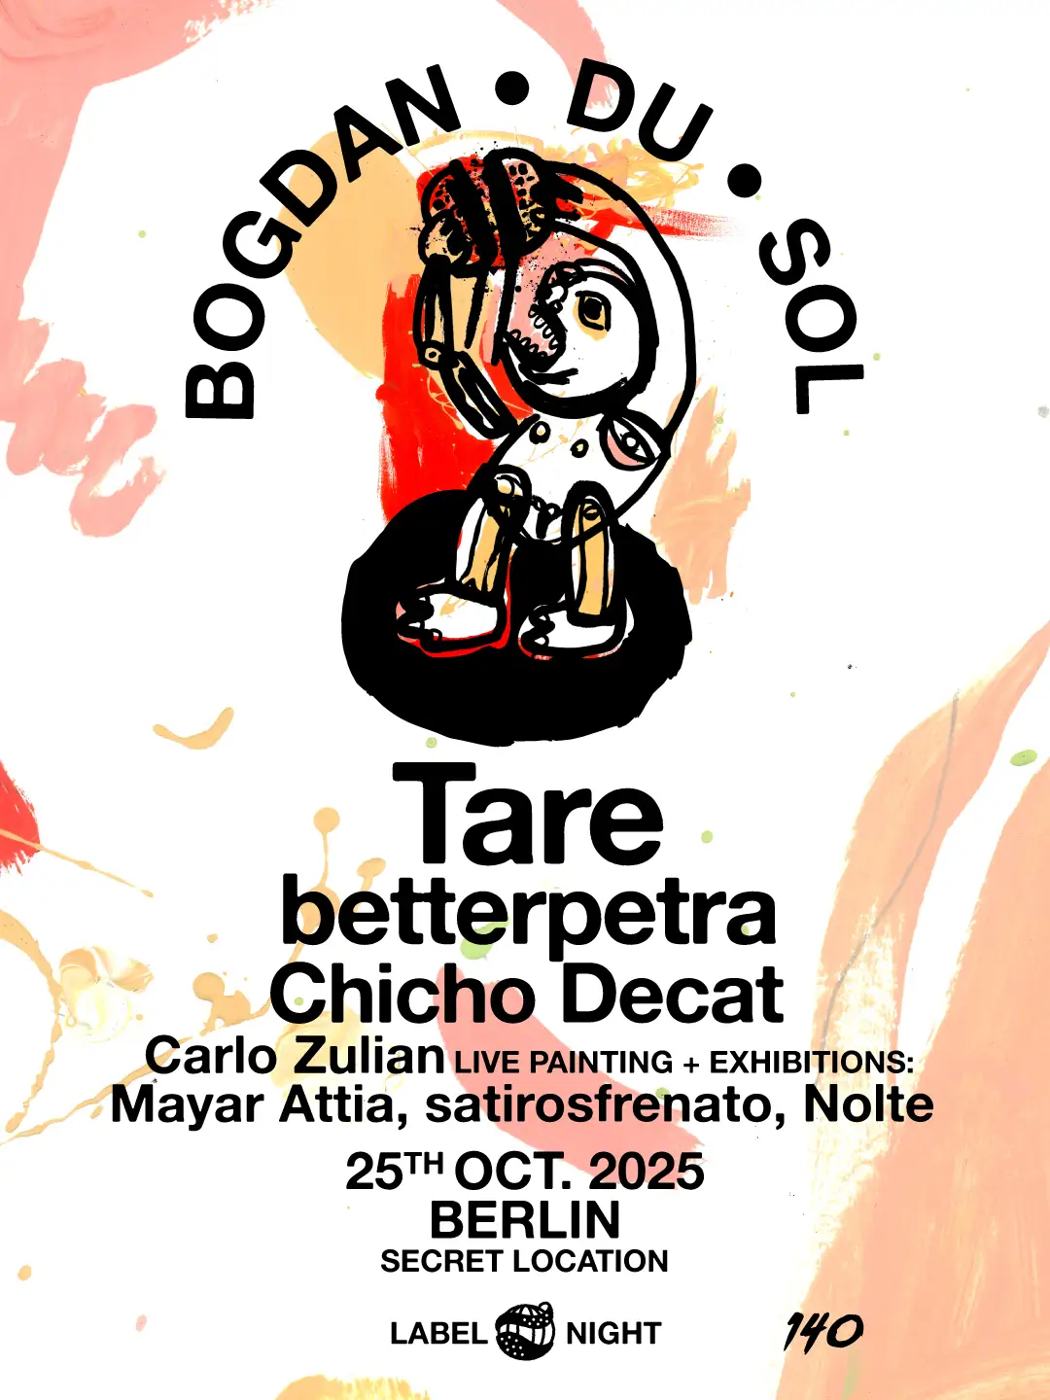 BOGDAN • DU • SOL
Tare
betterpetra
Chicho Decat
Carlo Zulian LIVE PAINTING + EXHIBITIONS:
Mayar Attia, satirosfrenato, Nolte
25TH OCT. 2025
BERLIN
SECRET LOCATION
LABEL NIGHT
140